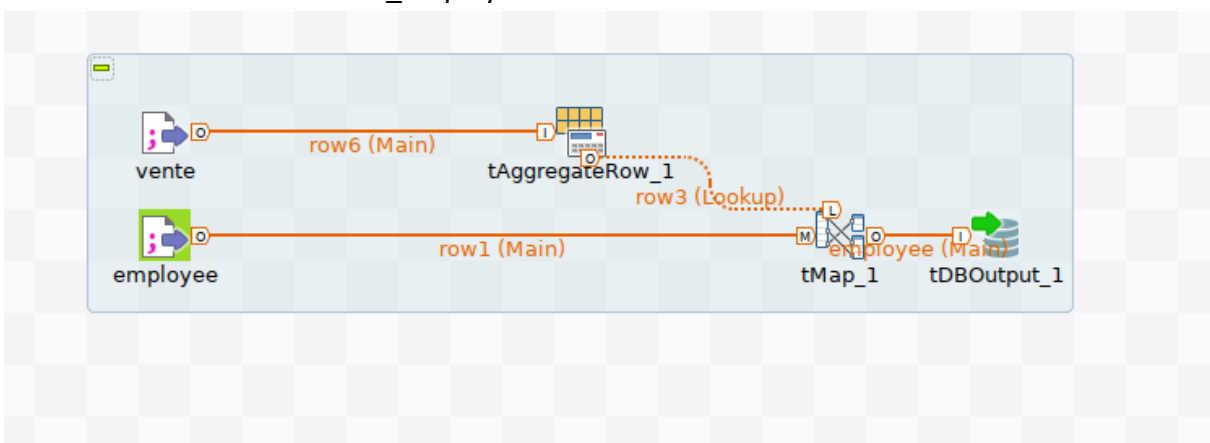 O
I
row6 (Main)
vente
tAggregateRow_1
O
row3 (Lookup)
L
O
row1 (Main)
M
O
employee (Main)
I
employee
tMap_1
tDBOutput_1